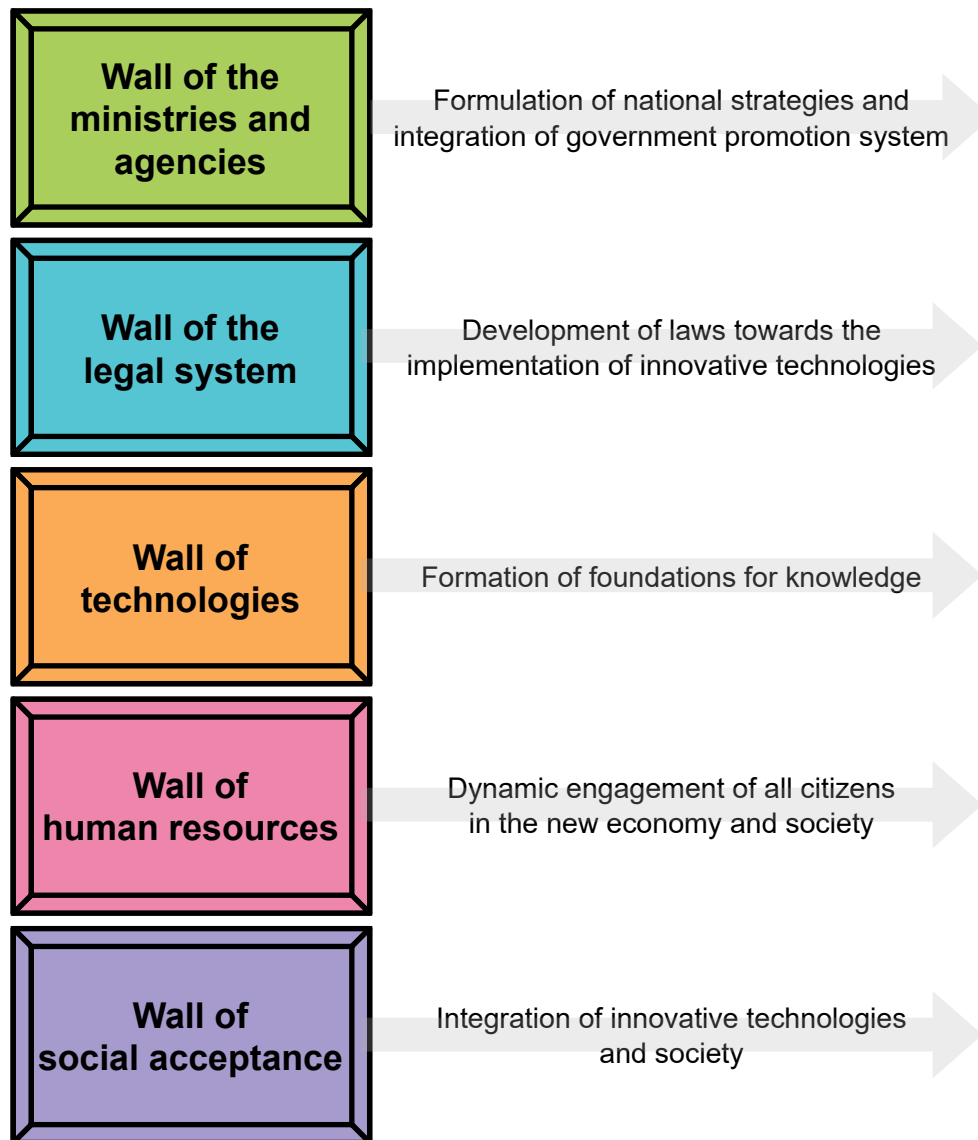 Wall of the
ministries and
agencies
Formulation of national strategies and
integration of government promotion system
Wall of the
legal system
Development of laws towards the
implementation of innovative technologies
Wall of
technologies
Formation of foundations for knowledge
Wall of
human resources
Dynamic engagement of all citizens
in the new economy and society
Wall of
social acceptance
Integration of innovative technologies
and society